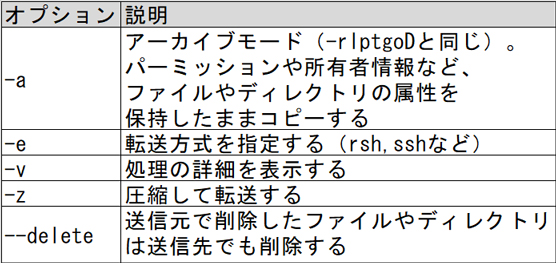 オプション 説明
-a アーカイブモード（-rlptgoDと同じ）。
パーミッションや所有者情報など、
ファイルやディレクトリの属性を
保持したままコピーする
-e 転送方式を指定する（rsh,sshなど）
-v 処理の詳細を表示する
-z 圧縮して転送する
--delete 送信元で削除したファイルやディレクトリ
は送信先でも削除する